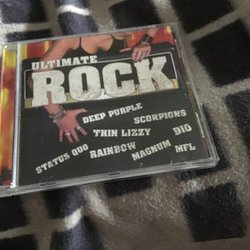 ULTIMATE
ROCK
DEEP PURPLE
SCORPIONS
THIN LIZZY
DIO
STATUS QUO
RAINBOW
MAGNUM
MFL